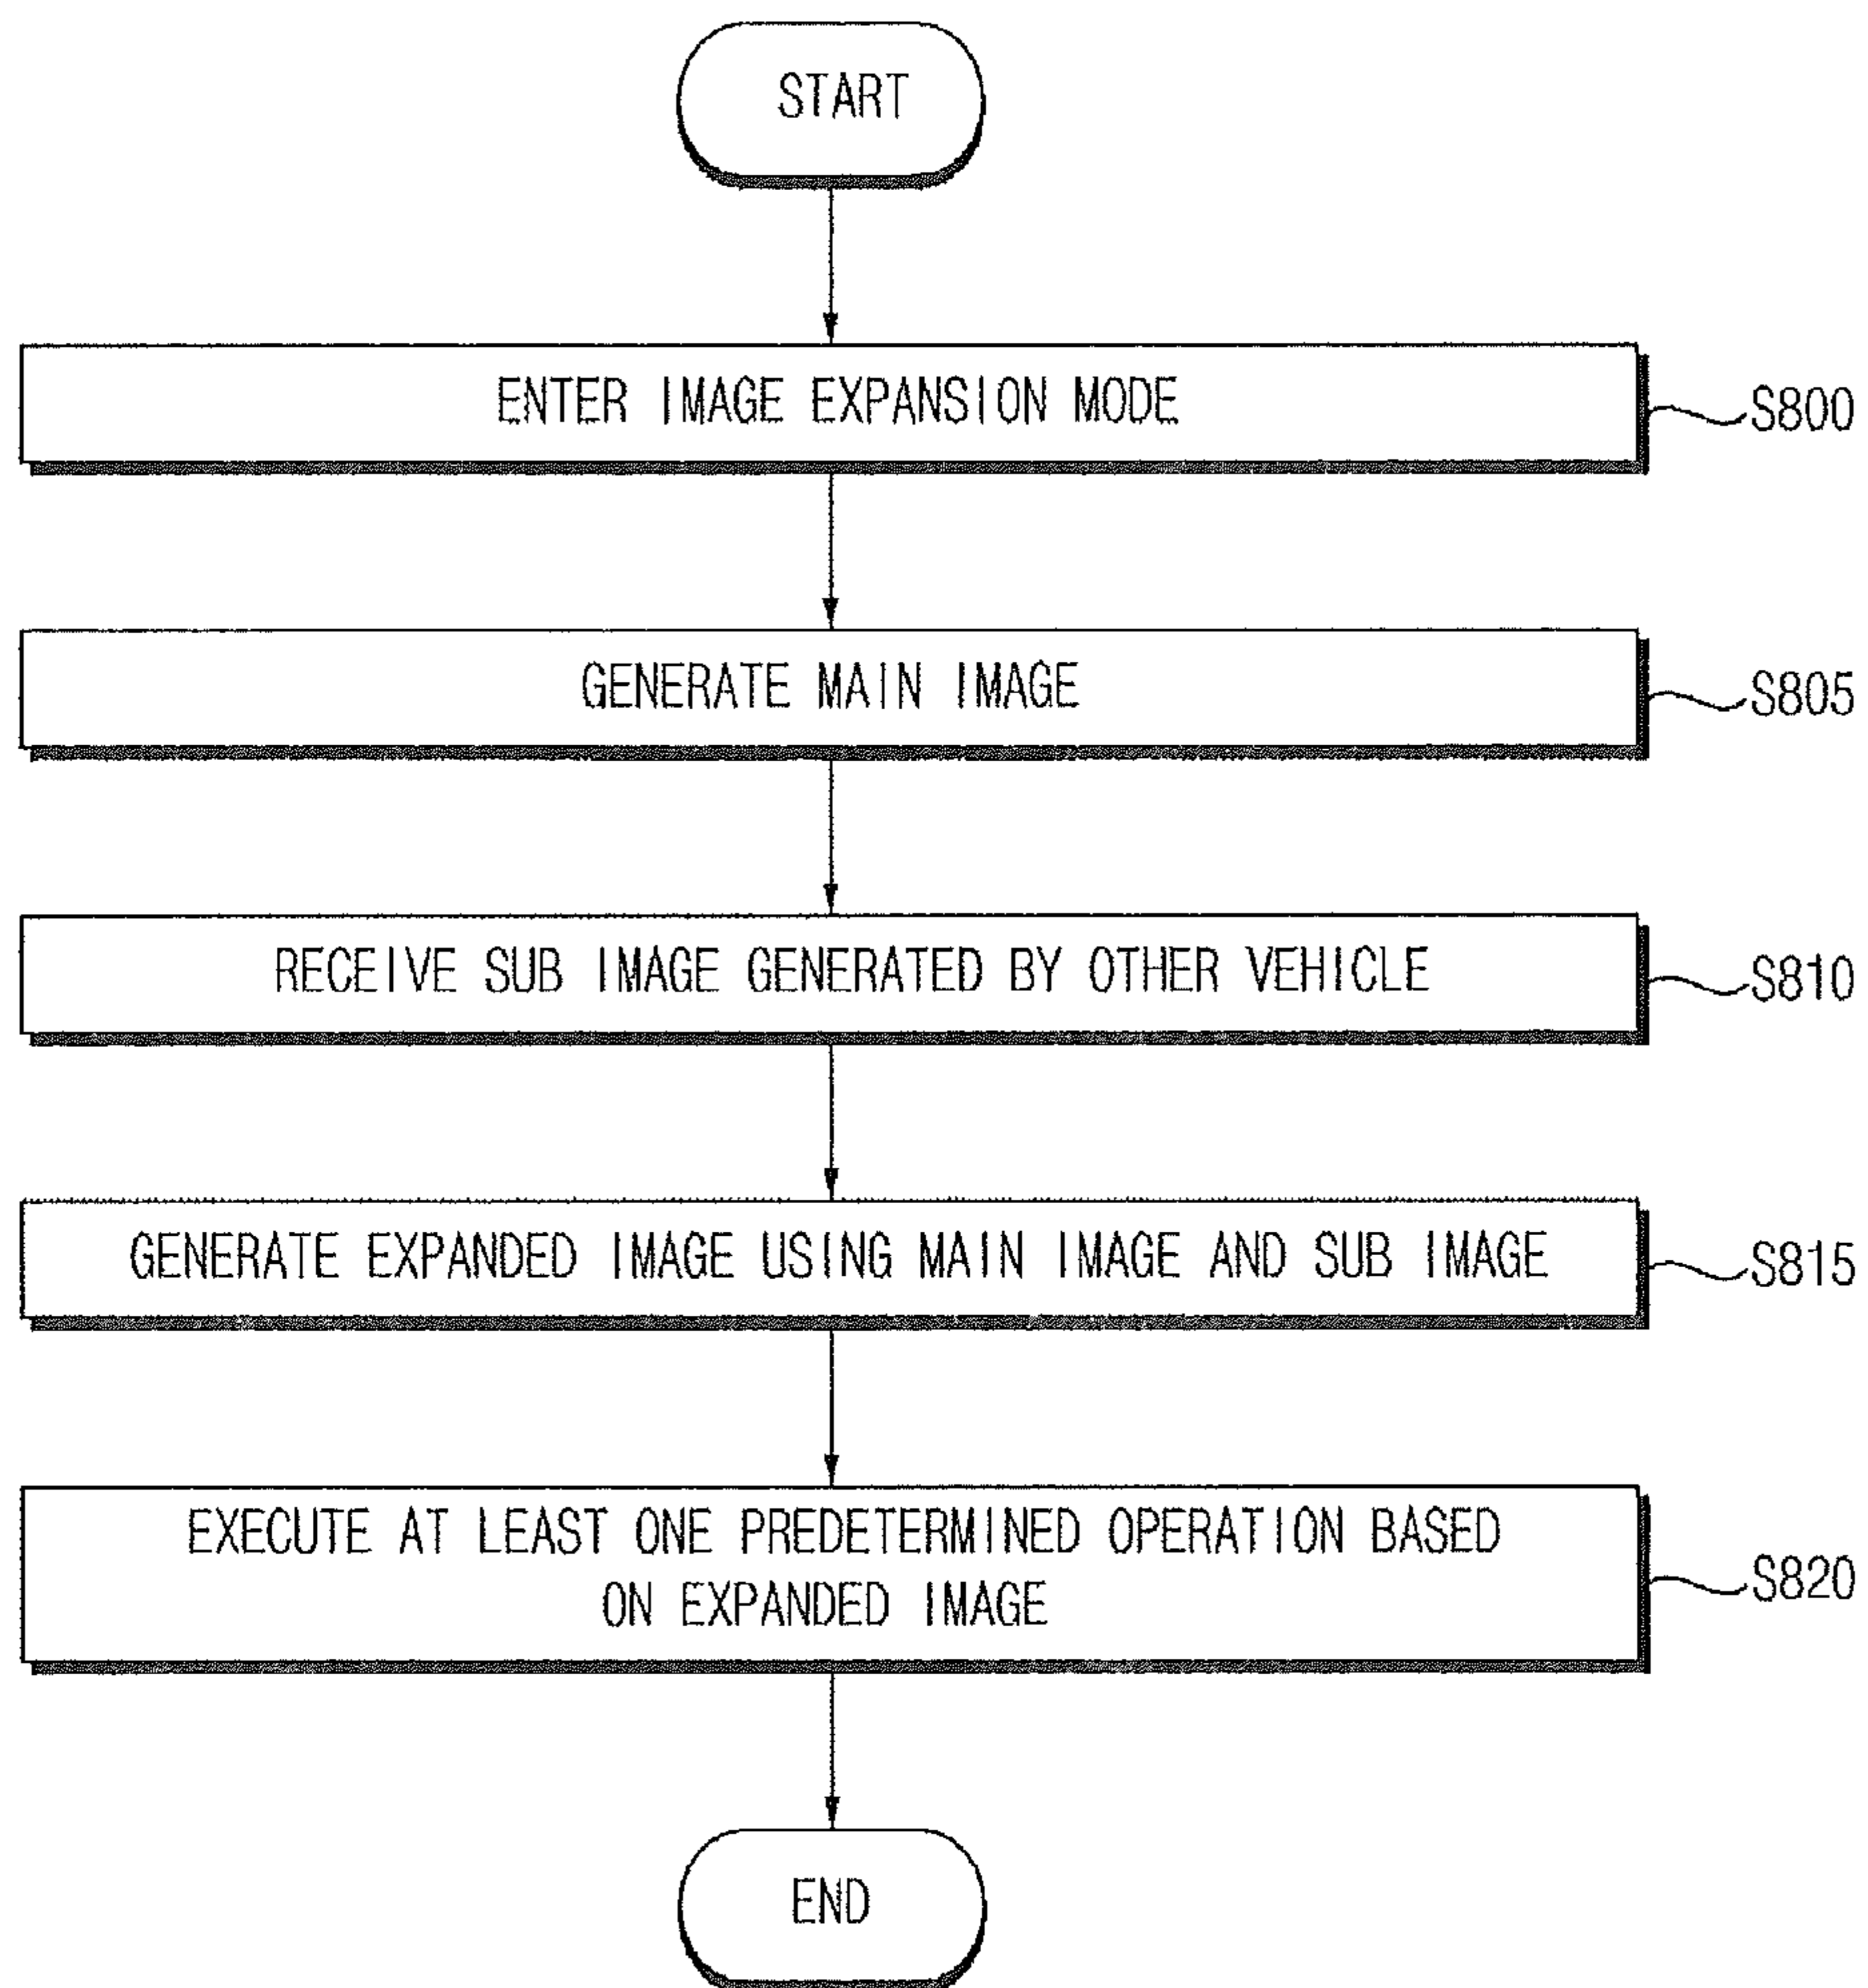 START
ENTER IMAGE EXPANSION MODE
S800
GENERATE MAIN IMAGE
S805
RECEIVE SUB IMAGE GENERATED BY OTHER VEHICLE
S810
GENERATE EXPANDED IMAGE USING MAIN IMAGE AND SUB IMAGE
S815
EXECUTE AT LEAST ONE PREDETERMINED OPERATION BASED
ON EXPANDED IMAGE
S820
END